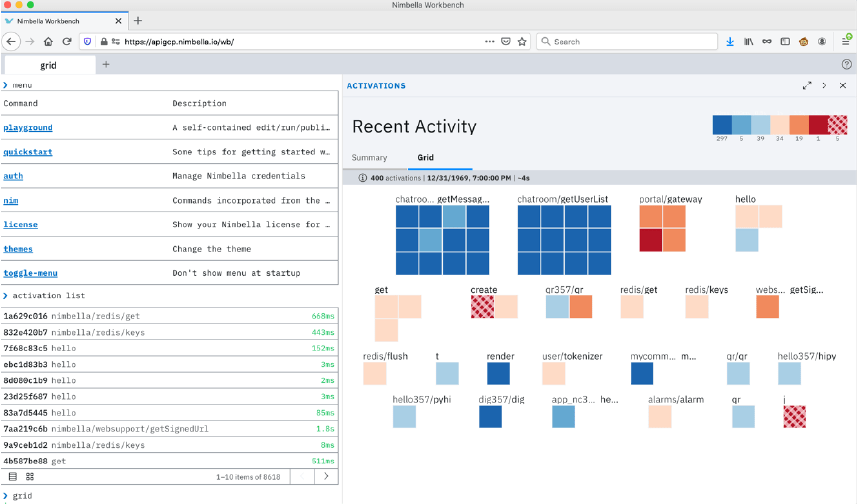 Nimbella Workbench
Nimbella Workbench
https://apigcp.nimbella.io/wb/
Search
grid
menu
Command Description
playground A self-contained edit/run/publi…
quickstart Some tips for getting started w…
auth Manage Nimbella credentials
nim Commands incorporated from the …
license Show your Nimbella license for …
themes Change the theme
toggle-menu Don't show menu at startup
activation list
1a629c016 nimbella/redis/get 668ms
832e420b7 nimbella/redis/keys 443ms
7f68c83c5 hello 152ms
ebc1d83b3 hello 3ms
8d080c1b9 hello 2ms
23d25f687 hello 3ms
83a7d5445 hello 85ms
7aa219c6b nimbella/websupport/getSignedUrl 1.8s
9a9ceb1d2 nimbella/redis/keys 8ms
4b587be88 get 511ms
1–10 items of 8618
grid
ACTIVATIONS
Recent Activity
297 5 39 34 19 1 5
Summary Grid
400 activations | 12/31/1969, 7:00:00 PM | ~4s
chatroo… getMessag… chatroom/getUserList portal/gateway hello
get create qr357/qr redis/get redis/keys webs… getSig…
redis/flush t render user/tokenizer mycomm… m… qr/qr hello357/hipy
hello357/pyhi dig357/dig app_nc3… he… alarms/alarm qr j